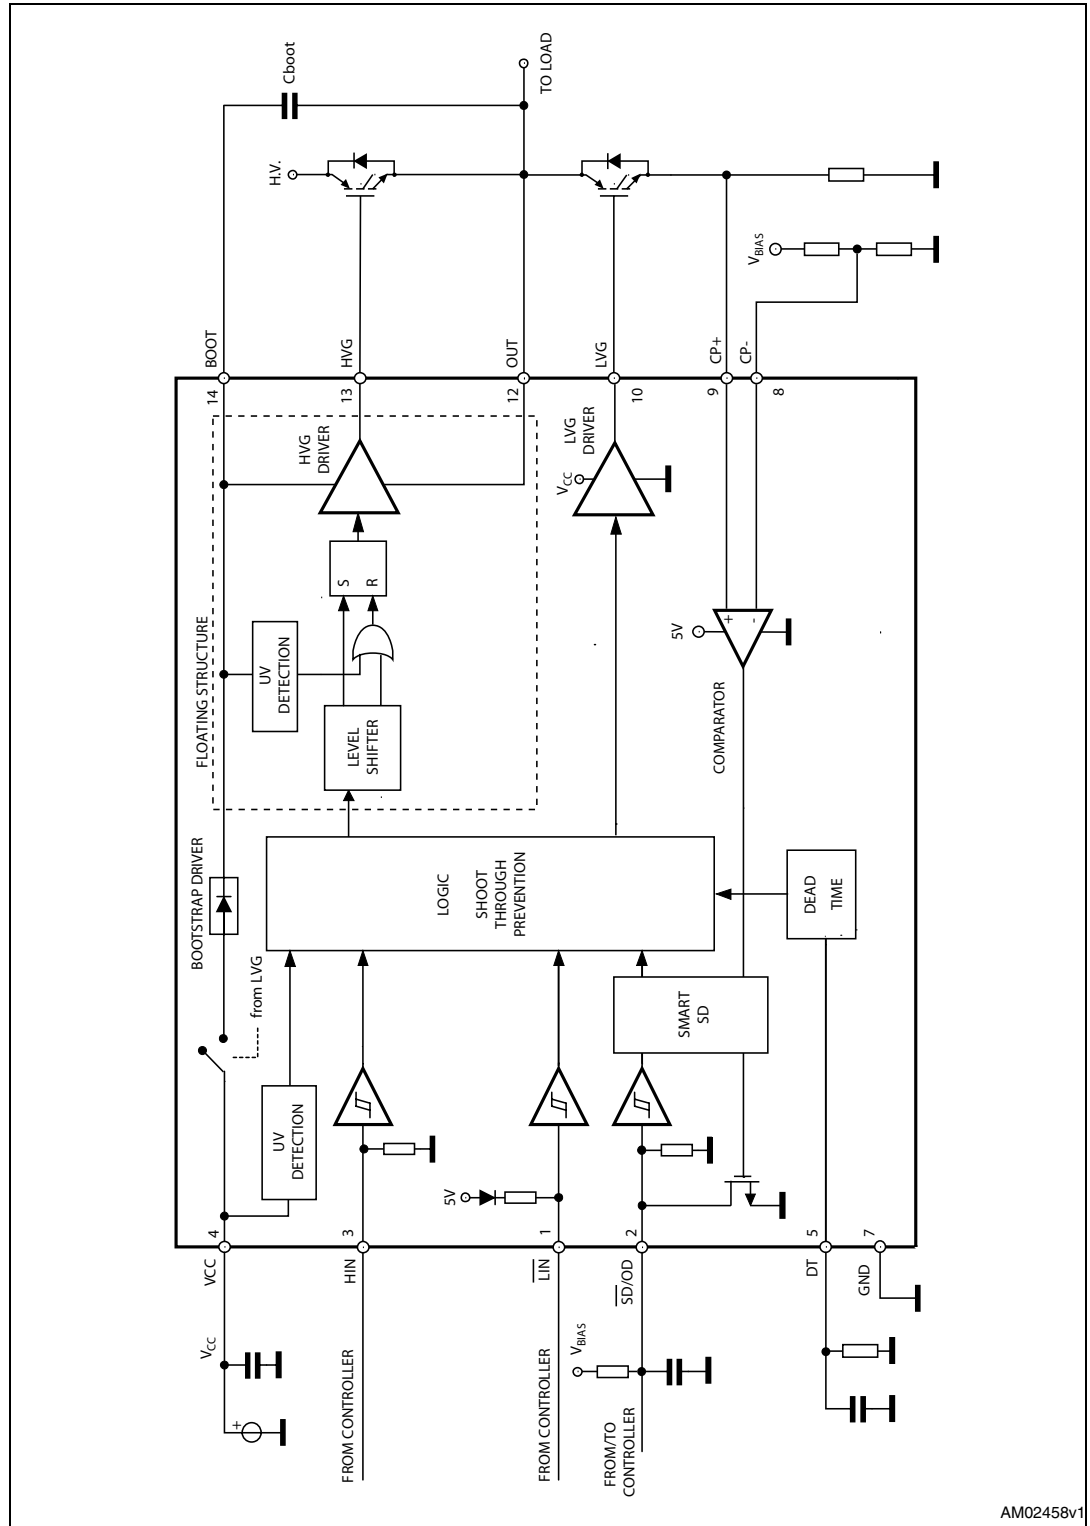 Cboot
TO LOAD
H.V.
VBIAS
BOOT
HVG
OUT
LVG
CP+
CP-
14
13
12
10
9
8
FLOATING STRUCTURE
HVG
DRIVER
LVG
DRIVER
VCC
S
R
UV
DETECTION
LEVEL
SHIFTER
5V
+
-
COMPARATOR
BOOTSTRAP DRIVER
LOGIC
SHOOT
THROUGH
PREVENTION
DEAD
TIME
from LVG
SMART
SD
UV
DETECTION
5V
4
3
1
2
5
7
VCC
HIN
L̅I̅N̅
S̅D̅/OD
DT
GND
VCC
+
VBIAS
FROM CONTROLLER
FROM CONTROLLER
FROM/TO
CONTROLLER
AM02458v1